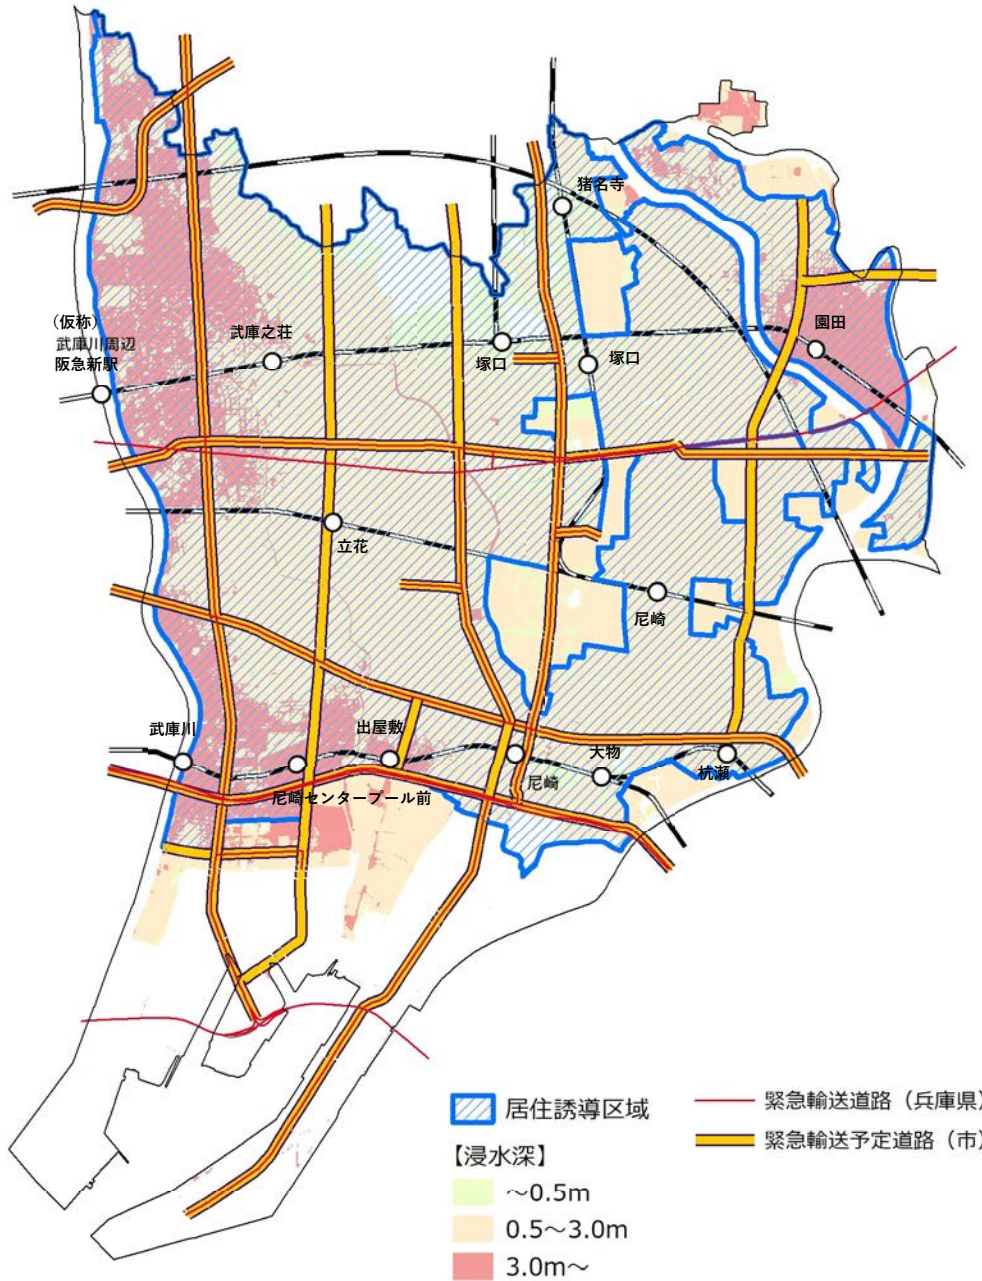 猪名寺
園田
(仮称)
武庫川周辺
阪急新駅
武庫之荘
塚口
塚口
立花
尼崎
武庫川
出屋敷
尼崎センタープール前
尼崎
大物
杭瀬
居住誘導区域
【浸水深】
～0.5m
0.5～3.0m
3.0m～
緊急輸送道路（兵庫県）
緊急輸送予定道路（市）